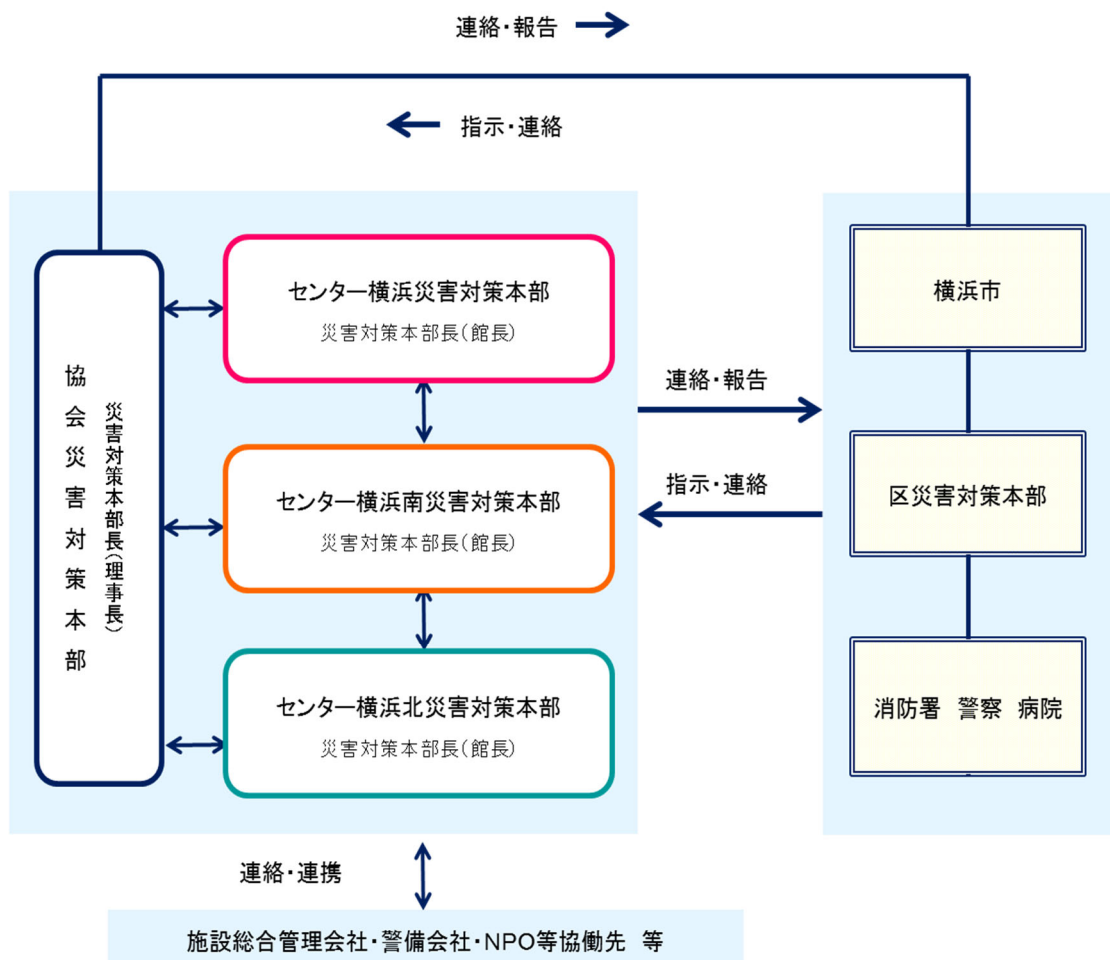 連絡・報告
指示・連絡
協会災害対策本部
災害対策本部長(理事長)
センター横浜災害対策本部
災害対策本部長(館長)
センター横浜南災害対策本部
災害対策本部長(館長)
センター横浜北災害対策本部
災害対策本部長(館長)
連絡・報告
指示・連絡
横浜市
区災害対策本部
消防署 警察 病院
連絡・連携
施設総合管理会社・警備会社・NPO等協働先 等